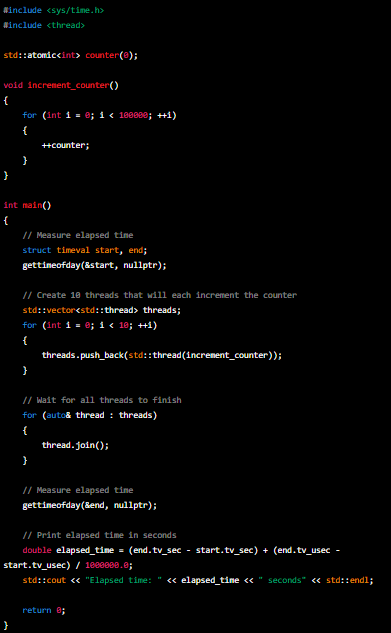 #include <sys/time.h>
#include <thread>
std::atomic<int> counter(0);
void increment_counter()
{
for (int i = 0; i < 100000; ++i)
{
++counter;
}
}
int main()
{
// Measure elapsed time
struct timeval start, end;
gettimeofday(&start, nullptr);
// Create 10 threads that will each increment the counter
std::vector<std::thread> threads;
for (int i = 0; i < 10; ++i)
{
threads.push_back(std::thread(increment_counter));
}
// Wait for all threads to finish
for (auto& thread : threads)
{
thread.join();
}
// Measure elapsed time
gettimeofday(&end, nullptr);
// Print elapsed time in seconds
double elapsed_time = (end.tv_sec - start.tv_sec) + (end.tv_usec -
start.tv_usec) / 1000000.0;
std::cout << "Elapsed time: " << elapsed_time << " seconds" << std::endl;
return 0;
}